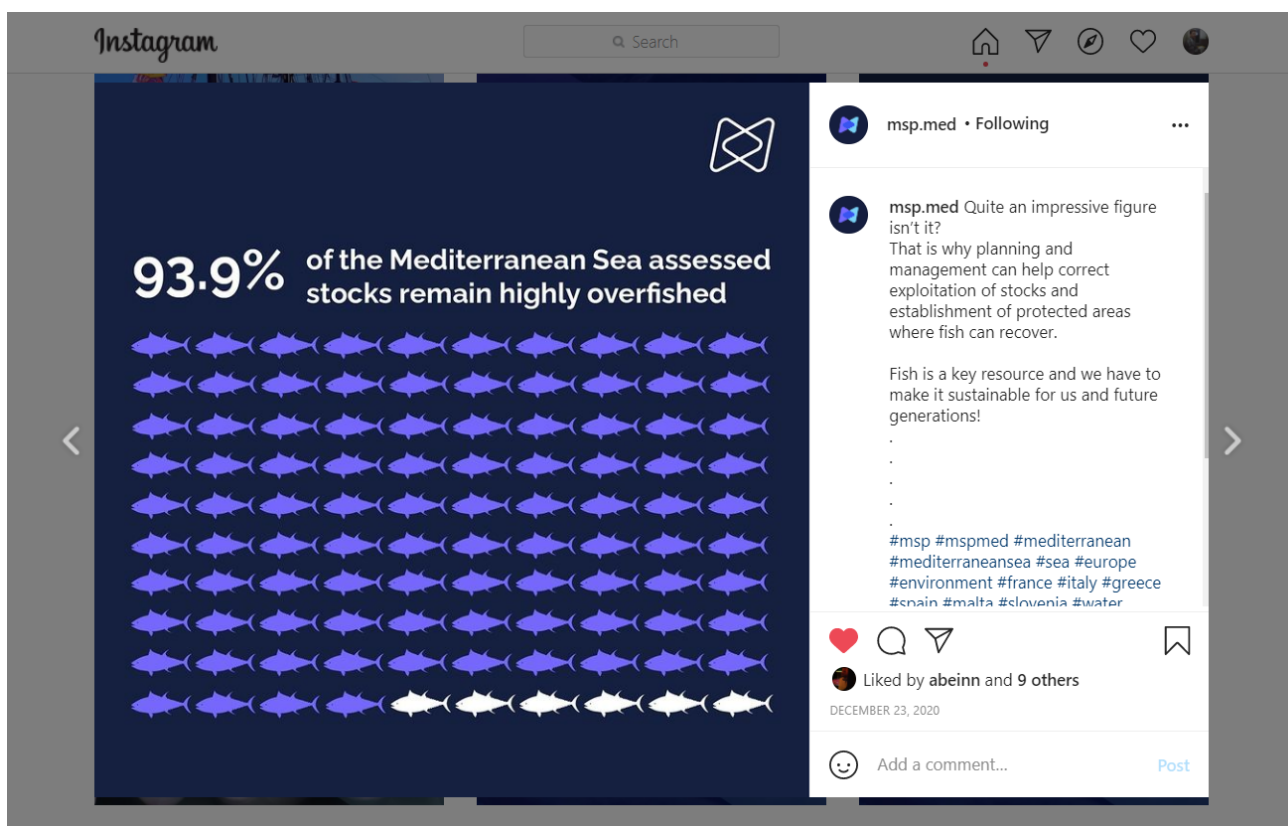 Instagram
Search
93.9%
of the Mediterranean Sea assessed
stocks remain highly overfished
msp.med • Following
msp.med Quite an impressive figure
isn't it?
That is why planning and
management can help correct
exploitation of stocks and
establishment of protected areas
where fish can recover.
Fish is a key resource and we have to
make it sustainable for us and future
generations!
.
.
.
.
.
#msp #mspmed #mediterranean
#mediterraneansea #sea #europe
#environment #france #italy #greece
#spain #malta #slovenia #water
Liked by abeinn and 9 others
DECEMBER 23, 2020
Add a comment...
Post